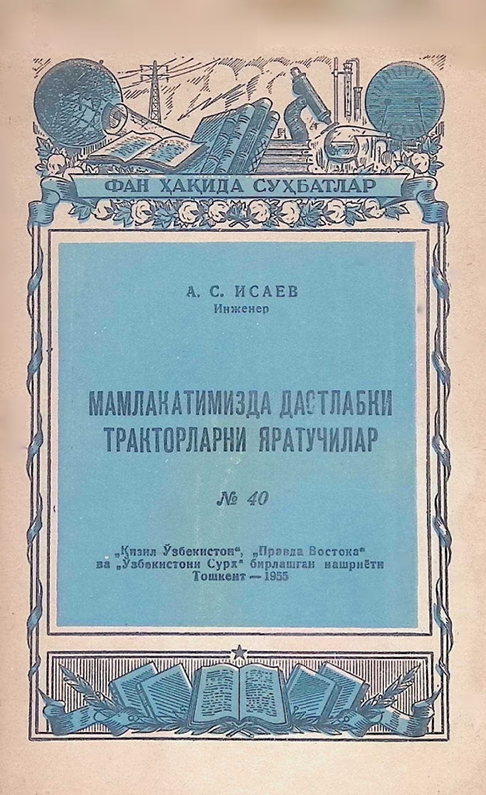 ФАН ҲАҚИДА СУҲБАТЛАР
А. С. ИСАЕВ
Инженер
МАМЛАКАТИМИЗДА ДАСТЛАБКИ
ТРАКТОРЛАРНИ ЯРАТУЧИЛАР
№ 40
„Қизил Ўзбекистон“, „Правда Востока“
ва „Ўзбекистони Сурх“ бирлашган нашриёти
Тошкент — 1955